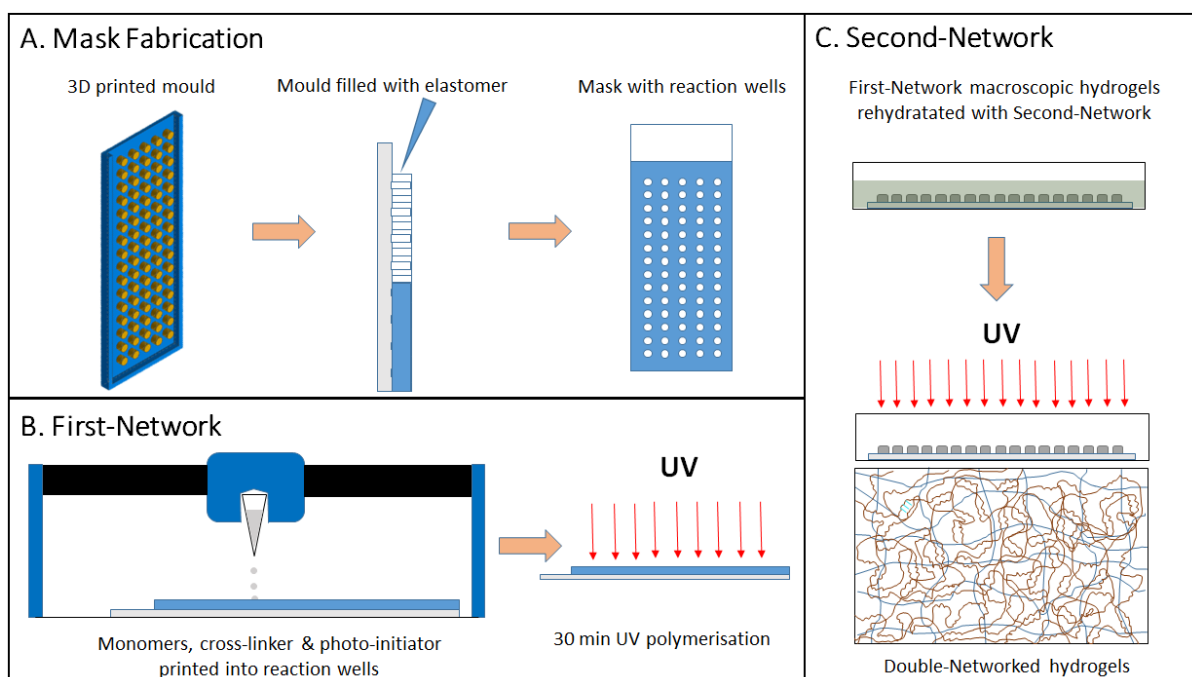 A. Mask Fabrication
3D printed mould
Mould filled with elastomer
Mask with reaction wells
B. First-Network
Monomers, cross-linker & photo-initiator
printed into reaction wells
UV
30 min UV polymerisation
C. Second-Network
First-Network macroscopic hydrogels
rehydratated with Second-Network
UV
Double-Networked hydrogels